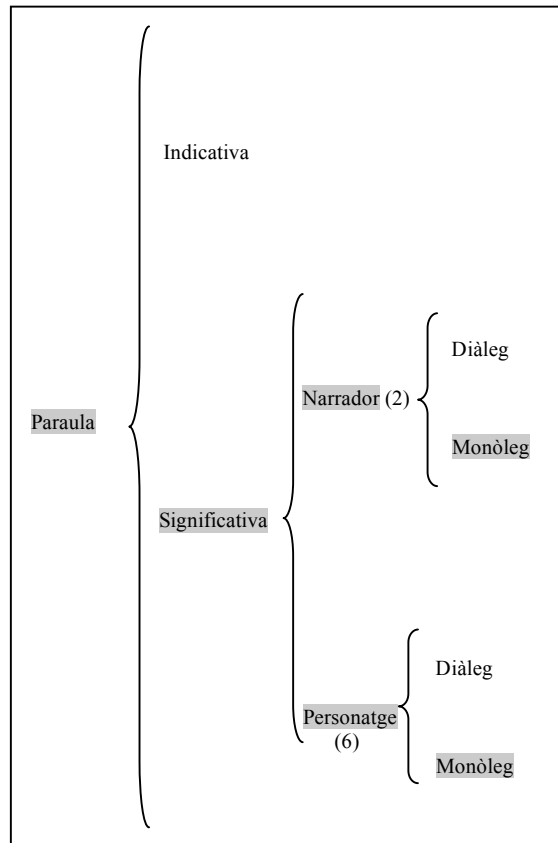 Indicativa
Diàleg
Narrador (2)
Paraula
Monòleg
Significativa
Diàleg
Personatge
(6)
Monòleg